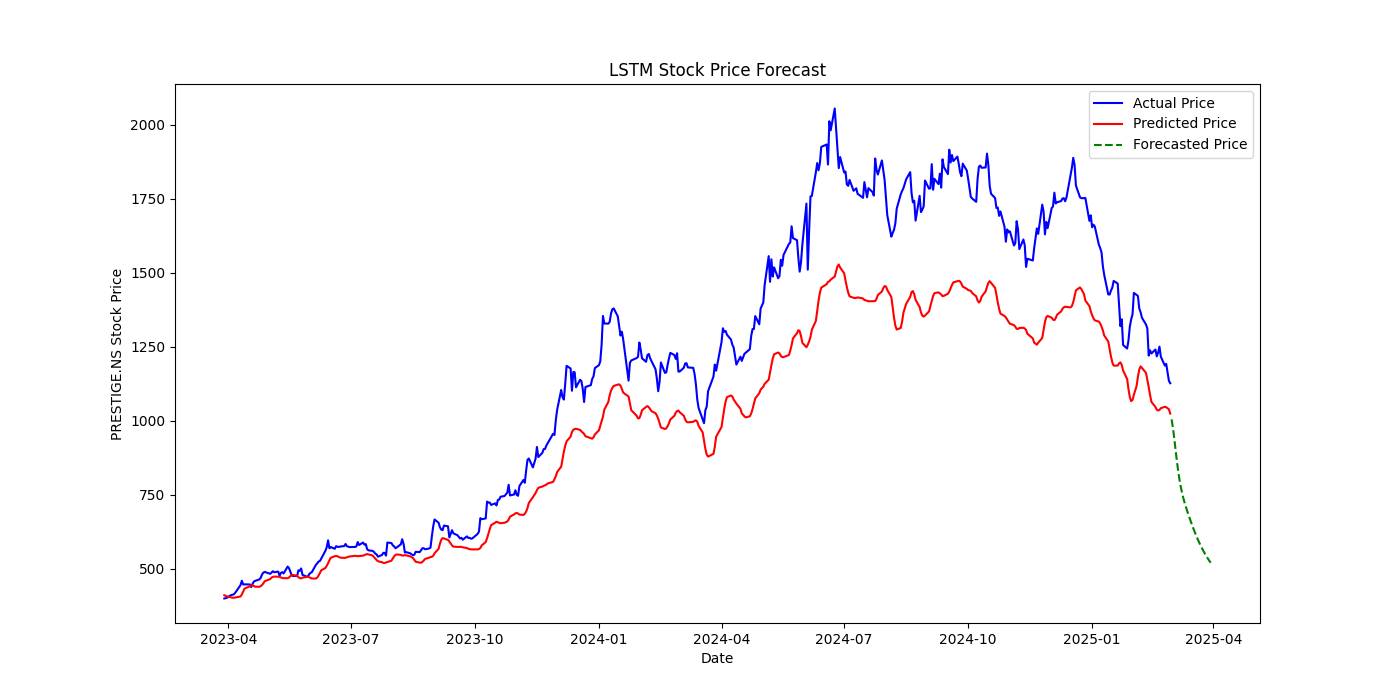 LSTM Stock Price Forecast
Actual Price
Predicted Price
Forecasted Price
PRESTIGE.NS Stock Price
2000
1750
1500
1250
1000
750
500
2023-04 2023-07 2023-10 2024-01 2024-04 2024-07 2024-10 2025-01 2025-04
Date